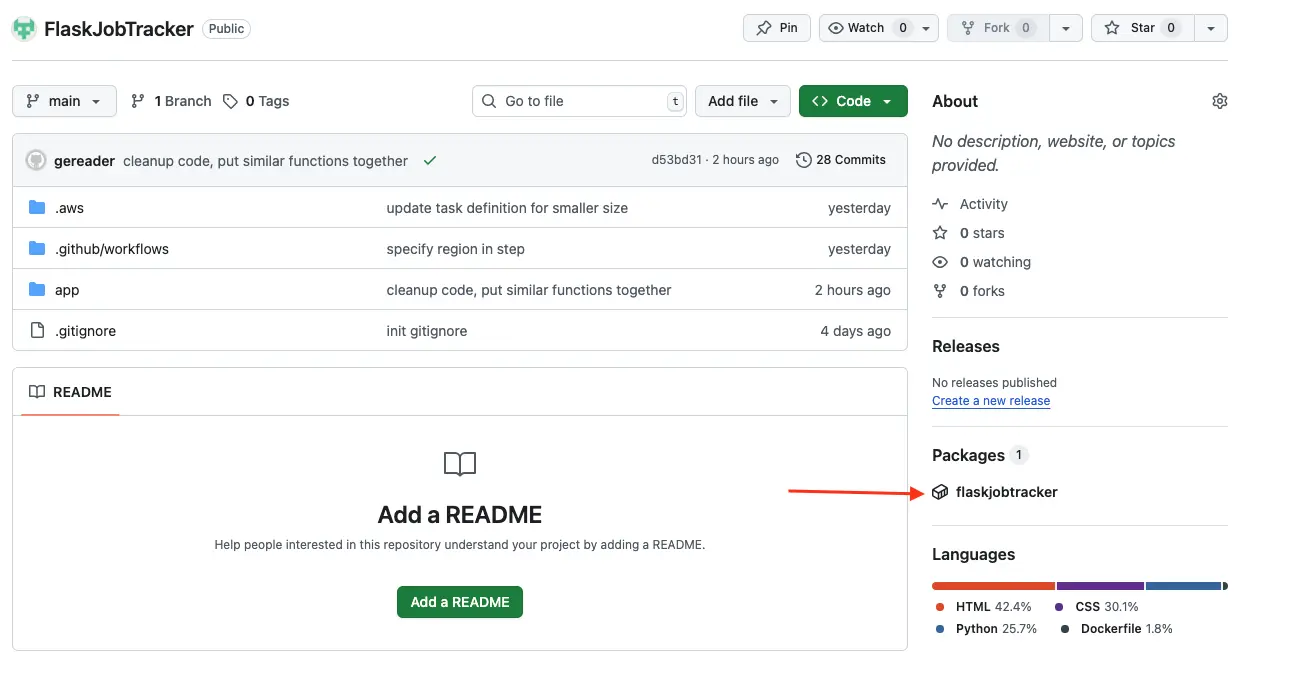 FlaskJobTracker Public Pin Watch 0 Fork 0 Star 0
main 1 Branch 0 Tags Go to file t Add file <> Code
gereader cleanup code, put similar functions together d53bd31 · 2 hours ago 28 Commits
.aws update task definition for smaller size yesterday
.github/workflows specify region in step yesterday
app cleanup code, put similar functions together 2 hours ago
.gitignore init gitignore 4 days ago
README
Add a README
Help people interested in this repository understand your project by adding a README.
Add a README
About
No description, website, or topics
provided.
Activity
0 stars
0 watching
0 forks
Releases
No releases published
Create a new release
Packages 1
flaskjobtracker
Languages
HTML 42.4% CSS 30.1%
Python 25.7% Dockerfile 1.8%